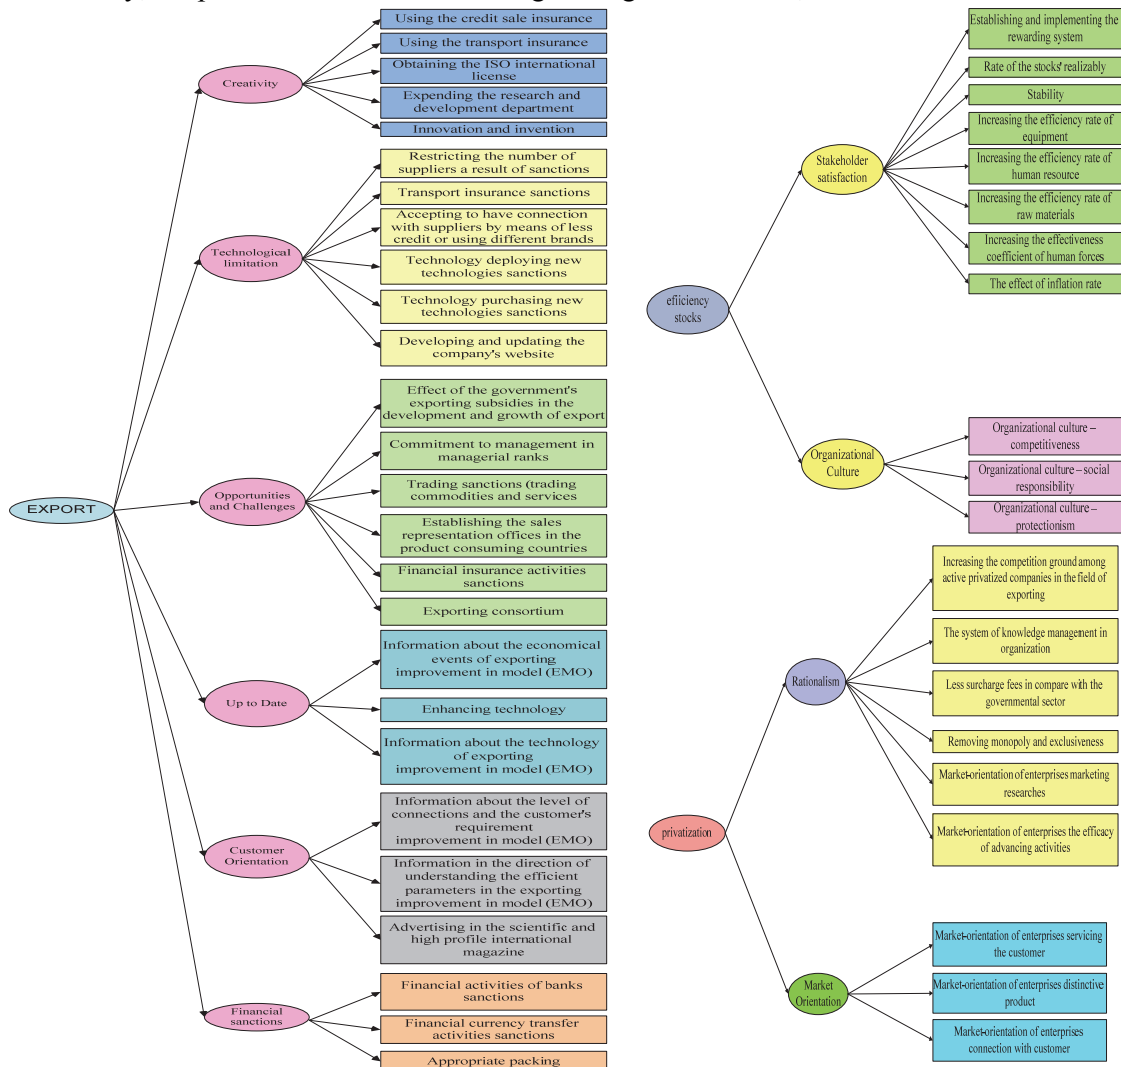 EXPORT
Creativity
Using the credit sale insurance
Using the transport insurance
Obtaining the ISO international
license
Expending the research and
development department
Innovation and invention
Technological
limitation
Restricting the number of
suppliers a result of sanctions
Transport insurance sanctions
Accepting to have connection
with suppliers by means of less
credit or using different brands
Technology deploying new
technologies sanctions
Technology purchasing new
technologies sanctions
Developing and updating the
company's website
Opportunities
and Challenges
Effect of the government's
exporting subsidies in the
development and growth of export
Commitment to management in
managerial ranks
Trading sanctions (trading
commodities and services
Establishing the sales
representation offices in the
product consuming countries
Financial insurance activities
sanctions
Exporting consortium
Up to Date
Information about the economical
events of exporting
improvement in model (EMO)
Enhancing technology
Information about the technology
of exporting
improvement in model (EMO)
Customer
Orientation
Information about the level of
connections and the customer's
requirement
improvement in model (EMO)
Information in the direction of
understanding the efficient
parameters in the exporting
improvement in model (EMO)
Advertising in the scientific and
high profile international
magazine
Financial
sanctions
Financial activities of banks
sanctions
Financial currency transfer
activities sanctions
Appropriate packing
efiiciency
stocks
Stakeholder
satisfaction
Establishing and implementing the
rewarding system
Rate of the stocks' realizably
Stability
Increasing the efficiency rate of
equipment
Increasing the efficiency rate of
human resource
Increasing the efficiency rate of
raw materials
Increasing the effectiveness
coefficient of human forces
The effect of inflation rate
Organizational
Culture
Organizational culture –
competitiveness
Organizational culture – social
responsibility
Organizational culture –
protectionism
privatization
Rationalism
Increasing the competition ground among
active privatized companies in the field of
exporting
The system of knowledge management in
organization
Less surcharge fees in compare with the
governmental sector
Removing monopoly and exclusiveness
Market-orientation of enterprises marketing
researches
Market-orientation of enterprises the efficacy
of advancing activities
Market
Orientation
Market-orientation of enterprises servicing
the customer
Market-orientation of enterprises distinctive
product
Market-orientation of enterprises
connection with customer